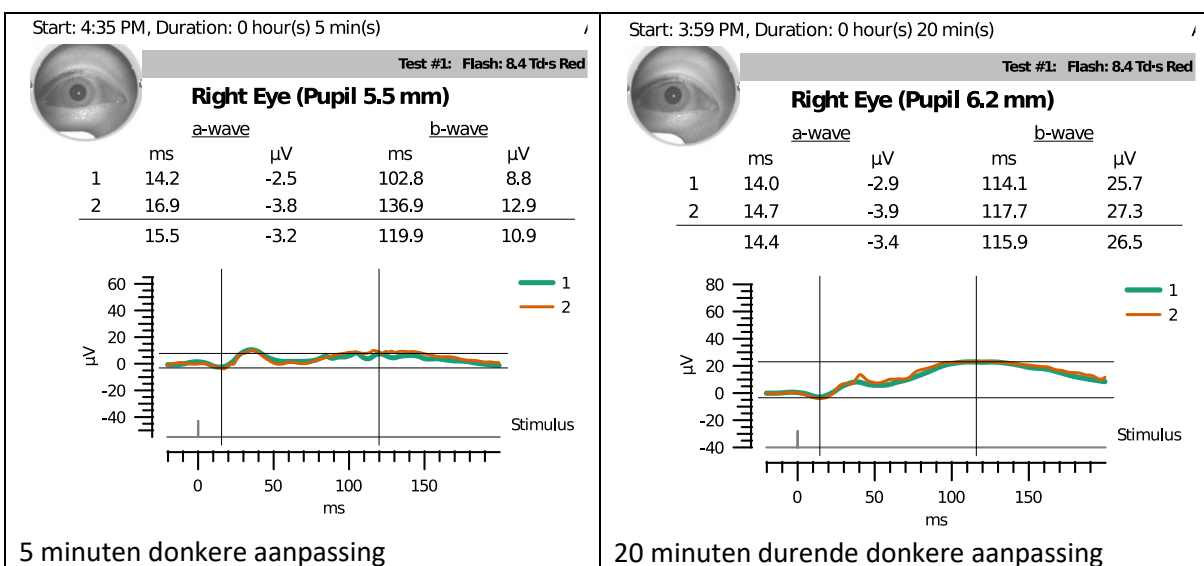 Start: 4:35 PM, Duration: 0 hour(s) 5 min(s)
Test #1: Flash: 8.4 Td·s Red
Right Eye (Pupil 5.5 mm)
a-wave b-wave
ms µV ms µV
1 14.2 -2.5 102.8 8.8
2 16.9 -3.8 136.9 12.9
15.5 -3.2 119.9 10.9
60
40
20
0
-20
-40
µV
1
2
Stimulus
0 50 100 150
ms
5 minuten donkere aanpassing
Start: 3:59 PM, Duration: 0 hour(s) 20 min(s)
Test #1: Flash: 8.4 Td·s Red
Right Eye (Pupil 6.2 mm)
a-wave b-wave
ms µV ms µV
1 14.0 -2.9 114.1 25.7
2 14.7 -3.9 117.7 27.3
14.4 -3.4 115.9 26.5
80
60
40
20
0
-20
-40
µV
1
2
Stimulus
0 50 100 150
ms
20 minuten durende donkere aanpassing